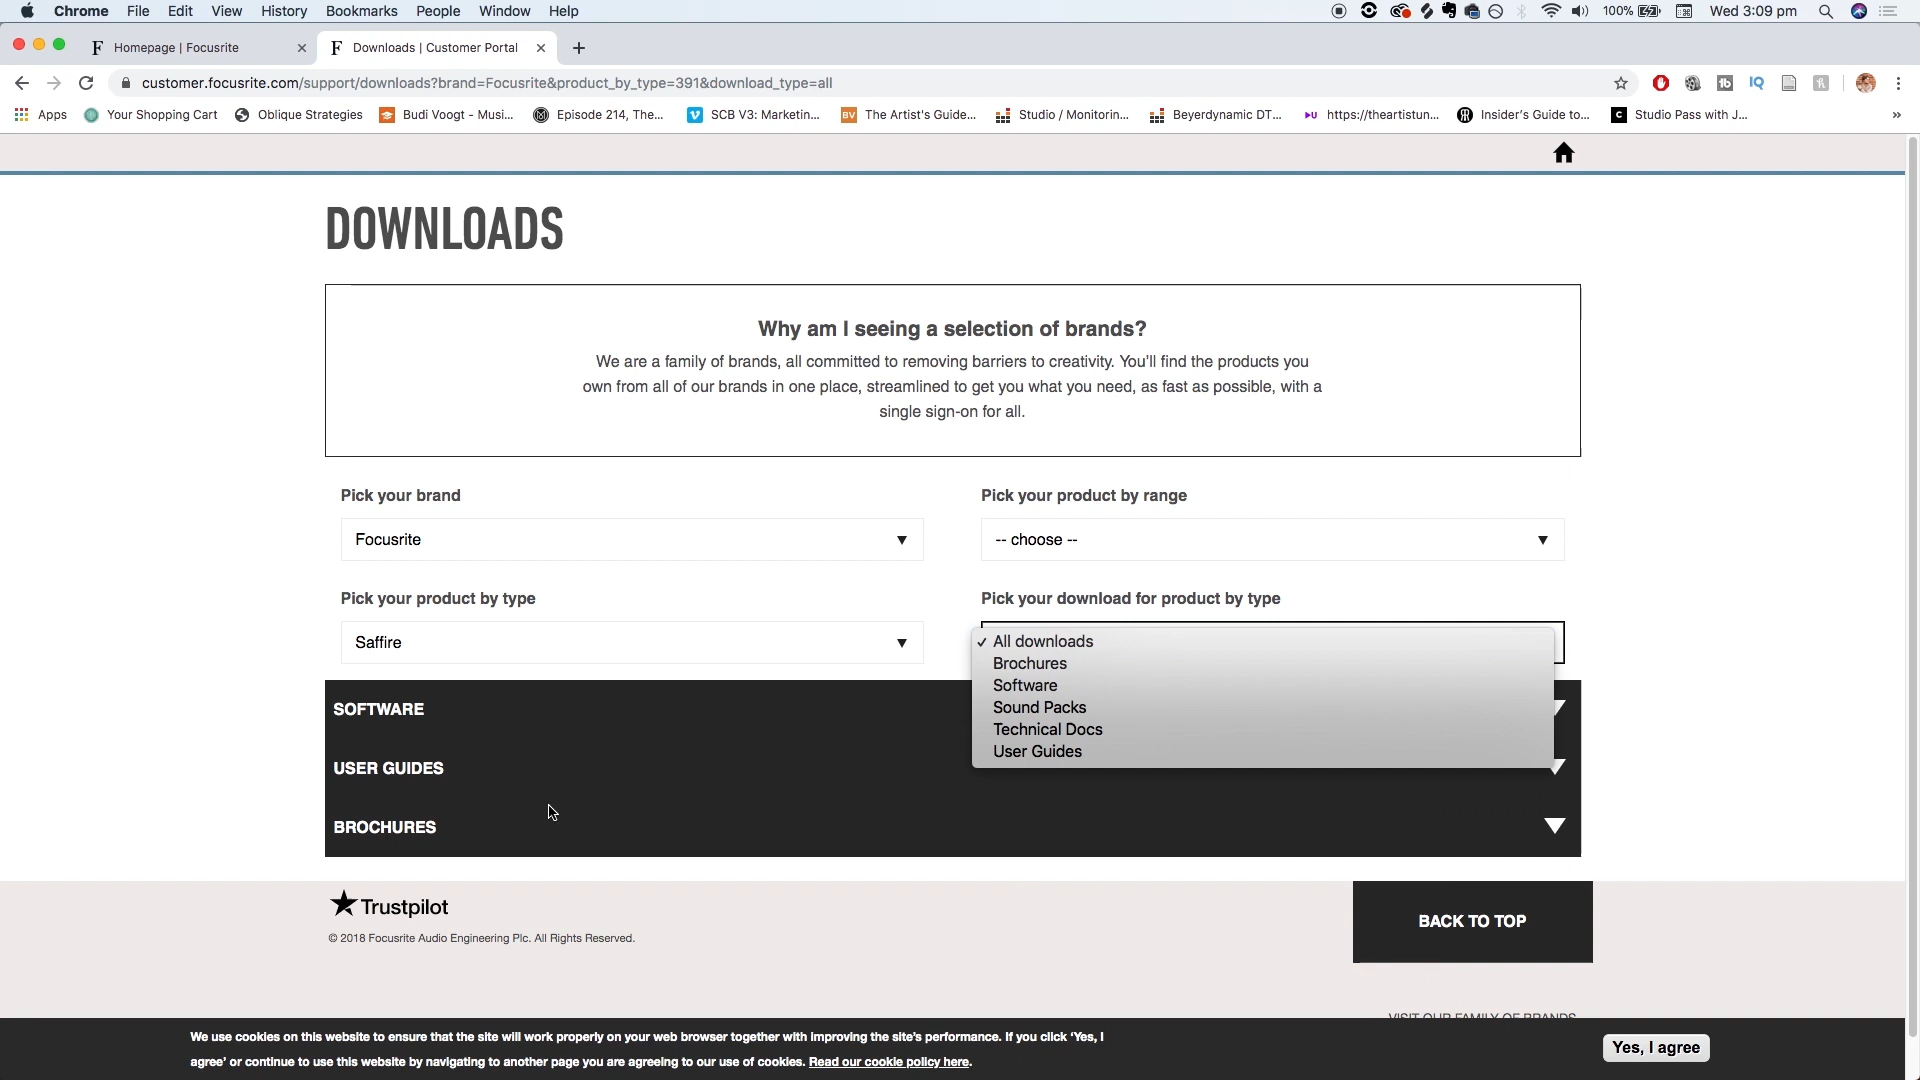 Chrome File Edit View History Bookmarks People Window Help 100% Wed 3:09 pm
Homepage | Focusrite Downloads | Customer Portal
customer.focusrite.com/support/downloads?brand=Focusrite&product_by_type=391&download_type=all
Apps Your Shopping Cart Oblique Strategies Budi Voogt - Musi... Episode 214, The... SCB V3: Marketin... The Artist's Guide... Studio / Monitorin... Beyerdynamic DT... https://theartistun... Insider's Guide to... Studio Pass with J...
DOWNLOADS
Why am I seeing a selection of brands?
We are a family of brands, all committed to removing barriers to creativity. You'll find the products you
own from all of our brands in one place, streamlined to get you what you need, as fast as possible, with a
single sign-on for all.
Pick your brand
Focusrite
Pick your product by range
-- choose --
Pick your product by type
Saffire
Pick your download for product by type
All downloads
Brochures
Software
Sound Packs
Technical Docs
User Guides
SOFTWARE
USER GUIDES
BROCHURES
Trustpilot
© 2018 Focusrite Audio Engineering Plc. All Rights Reserved.
BACK TO TOP
VISIT OUR FAMILY OF BRANDS
We use cookies on this website to ensure that the site will work properly on your web browser together with improving the site's performance. If you click 'Yes, I
agree' or continue to use this website by navigating to another page you are agreeing to our use of cookies. Read our cookie policy here.
Yes, I agree